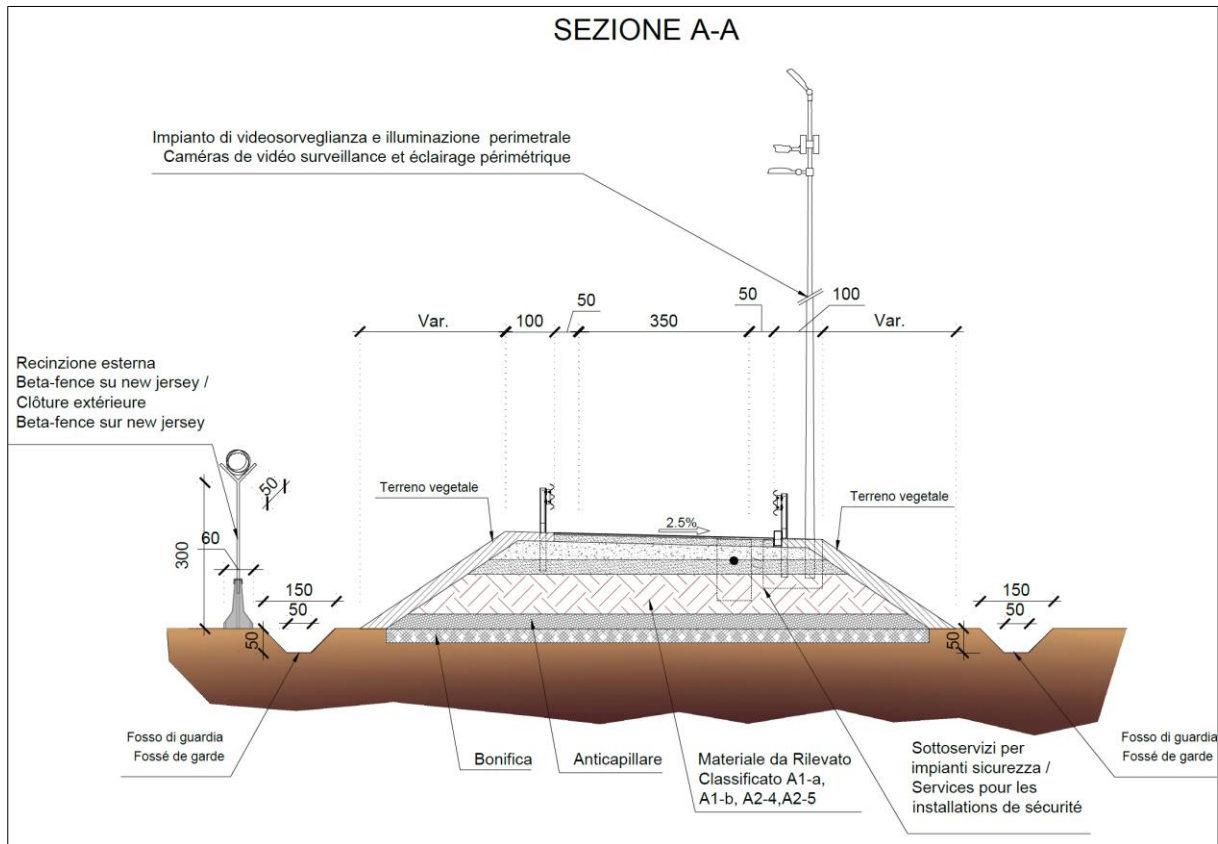 SEZIONE A-A
Impianto di videosorveglianza e illuminazione perimetrale
Caméras de vidéo surveillance et éclairage périmétrique
50
50
100
Var.
100
350
Var.
Recinzione esterna
Beta-fence su new jersey /
Clôture extérieure
Beta-fence sur new jersey
50
Terreno vegetale
Terreno vegetale
2.5%
60
300
150
50
50
150
50
50
Fosso di guardia
Fossé de garde
Bonifica
Anticapillare
Materiale da Rilevato
Classificato A1-a,
A1-b, A2-4,A2-5
Sottoservizi per
impianti sicurezza /
Services pour les
installations de sécurité
Fosso di guardia
Fossé de garde